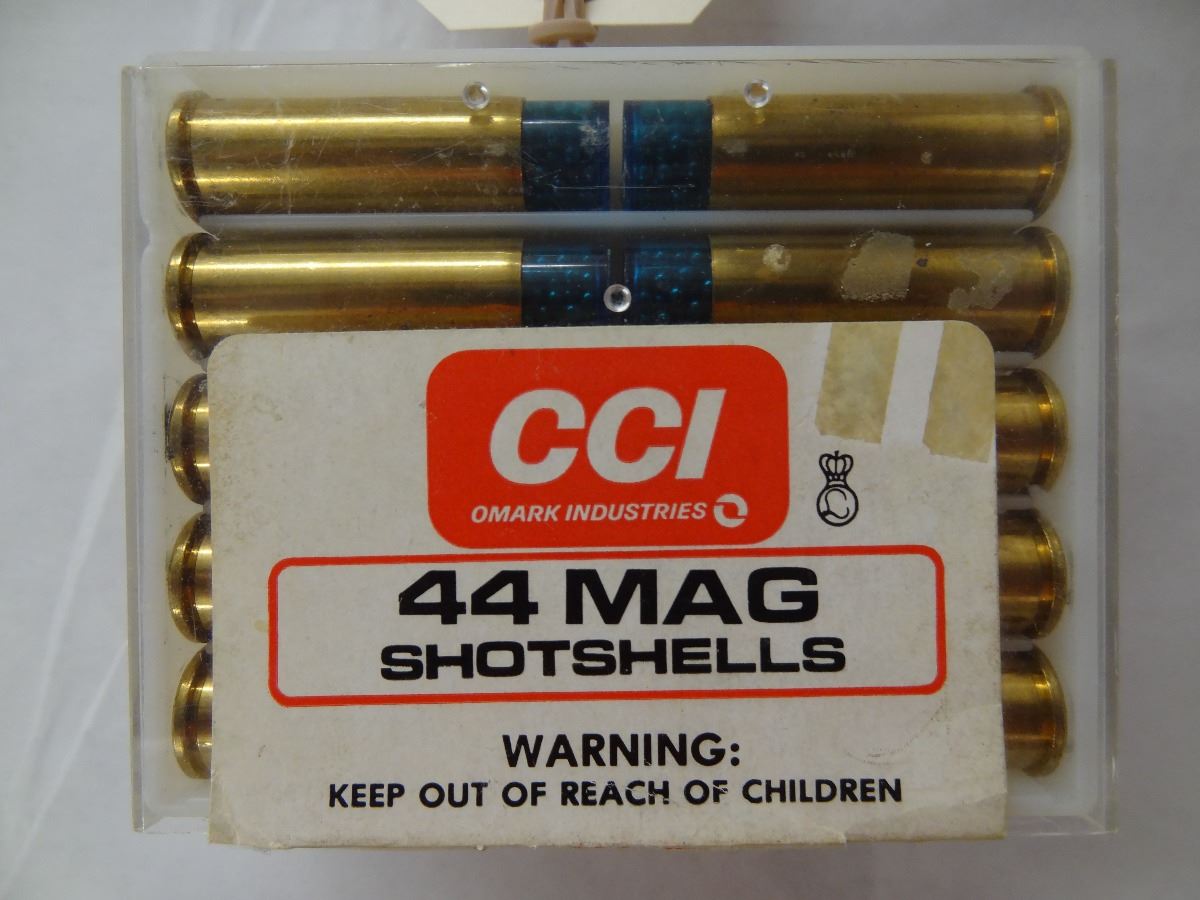 CCI
OMARK INDUSTRIES
44 MAG
SHOTSHELLS
WARNING:
KEEP OUT OF REACH OF CHILDREN